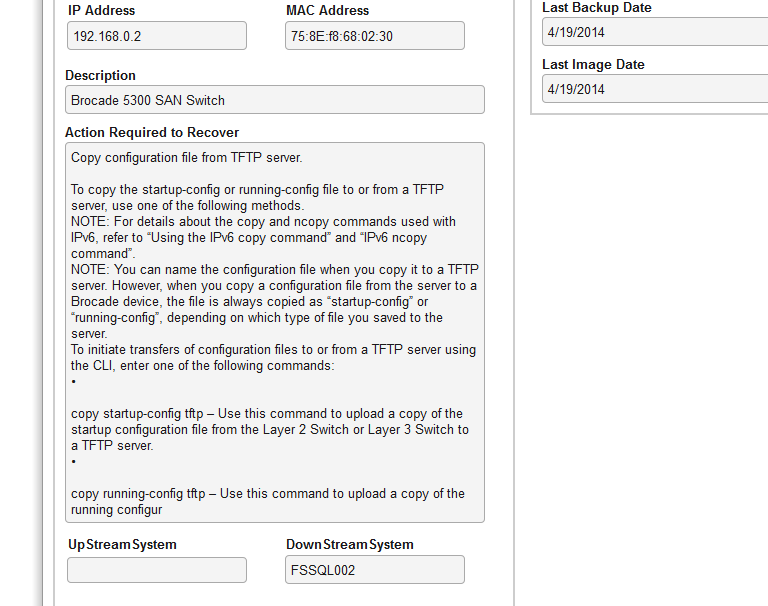 IP Address
MAC Address
Last Backup Date
192.168.0.2
75:8E:f8:68:02:30
4/19/2014
Last Image Date
Description
4/19/2014
Brocade 5300 SAN Switch
Action Required to Recover
Copy configuration file from TFTP server.
To copy the startup-config or running-config file to or from a TFTP
server, use one of the following methods.
NOTE: For details about the copy and ncopy commands used with
IPv6, refer to “Using the IPv6 copy command” and “IPv6 ncopy
command”.
NOTE: You can name the configuration file when you copy it to a TFTP
server. However, when you copy a configuration file from the server to a
Brocade device, the file is always copied as “startup-config” or
“running-config”, depending on which type of file you saved to the
server.
To initiate transfers of configuration files to or from a TFTP server using
the CLI, enter one of the following commands:
•
copy startup-config tftp – Use this command to upload a copy of the
startup configuration file from the Layer 2 Switch or Layer 3 Switch to
a TFTP server.
•
copy running-config tftp – Use this command to upload a copy of the
running configur
UpStreamSystem
DownStreamSystem
FSSQL002